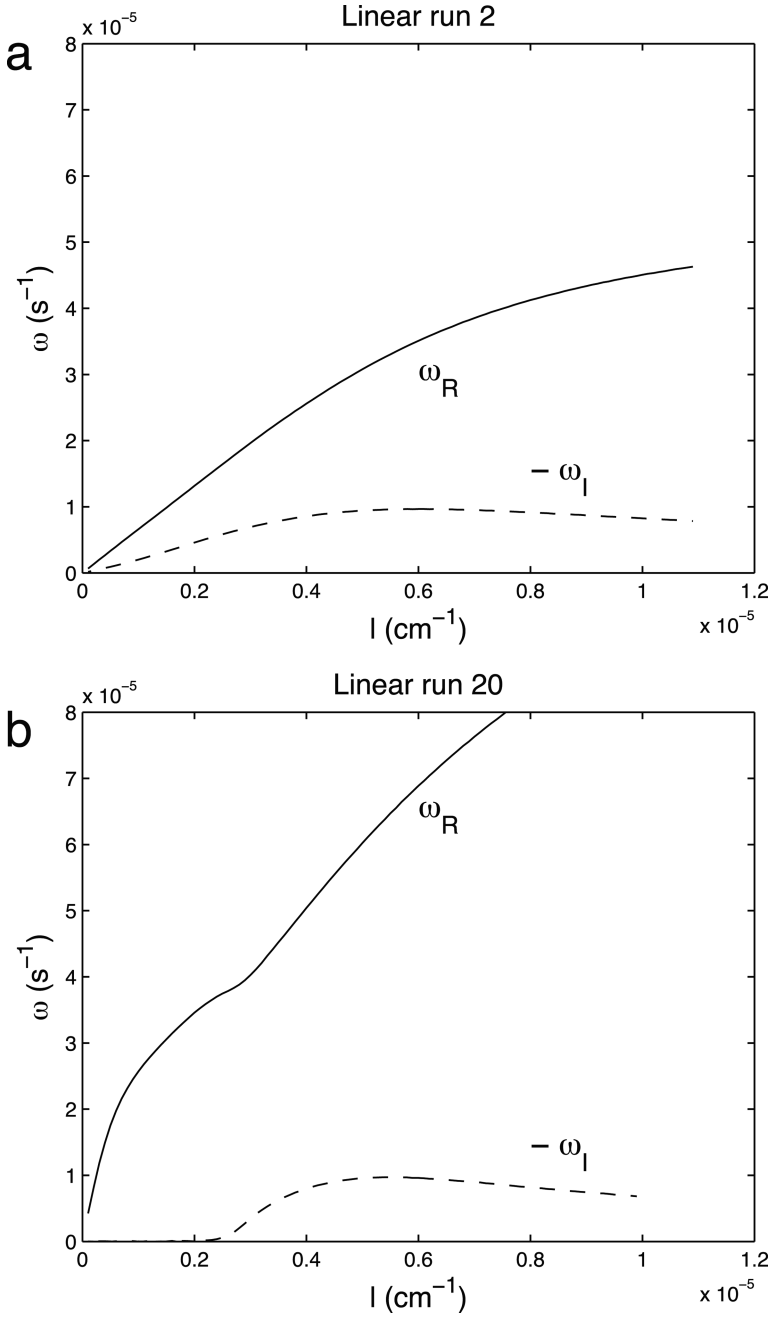 Linear run 2
a
x 10⁻⁵
8
7
6
5
4
3
2
1
0
ω (s⁻¹)
ω_R
− ω_I
0 0.2 0.4 0.6 0.8 1 1.2
x 10⁻⁵
l (cm⁻¹)
Linear run 20
b
x 10⁻⁵
8
7
6
5
4
3
2
1
0
ω (s⁻¹)
ω_R
− ω_I
0 0.2 0.4 0.6 0.8 1 1.2
x 10⁻⁵
l (cm⁻¹)